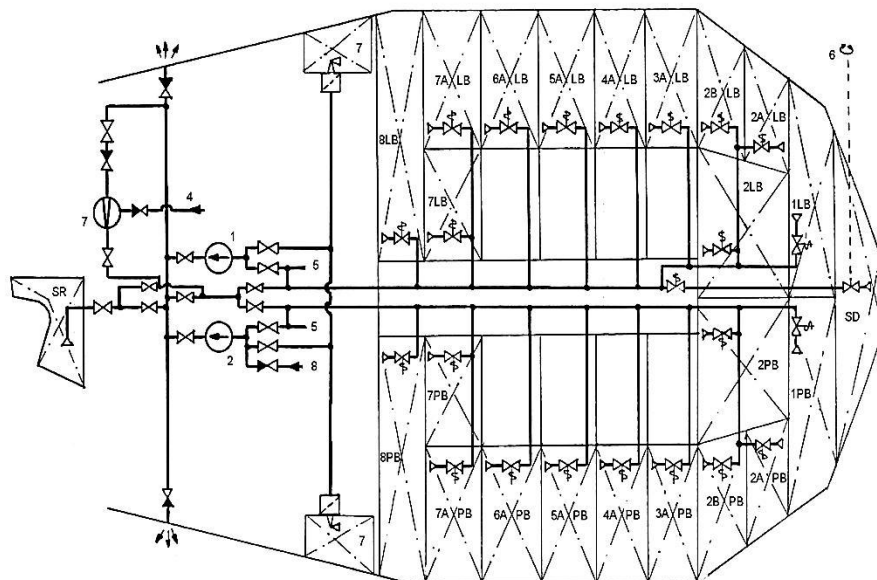 6
7
7A LB
6A LB
5A LB
4A LB
3A LB
2B LB
2A LB
8LB
7LB
2LB
1LB
4
7
1
5
SR
SD
5
2
8
7PB
2PB
1PB
8PB
7A PB
6A PB
5A PB
4A PB
3A PB
2B PB
2A PB
7